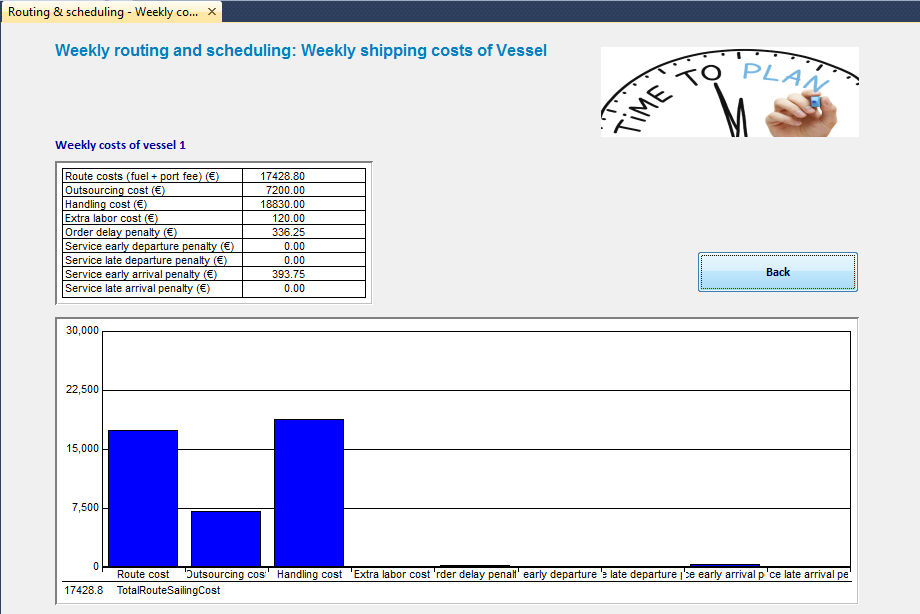 Routing & scheduling - Weekly co... ×
Weekly routing and scheduling: Weekly shipping costs of Vessel
TIME TO PLAN
Weekly costs of vessel 1
Route costs (fuel + port fee) (€) 17428.80
Outsourcing cost (€) 7200.00
Handling cost (€) 18830.00
Extra labor cost (€) 120.00
Order delay penalty (€) 336.25
Service early departure penalty (€) 0.00
Service late departure penalty (€) 0.00
Service early arrival penalty (€) 393.75
Service late arrival penalty (€) 0.00
Back
30,000
22,500
15,000
7,500
0
Route cost Outsourcing cos Handling cost Extra labor cost rder delay penalt early departure e late departure ce early arrival p ce late arrival pe
17428.8 TotalRouteSailingCost